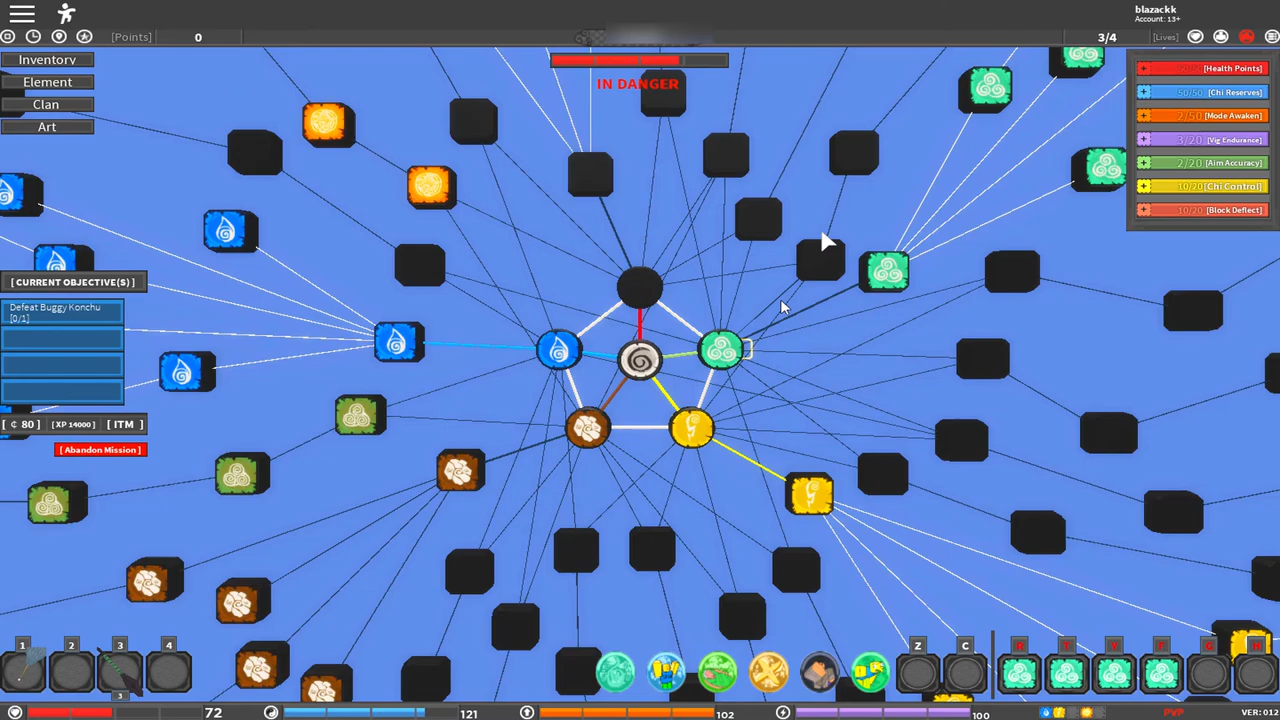 blazackk
Account: 13+
[Points]
0
3/4
[Lives]
Inventory
Element
Clan
Art
IN DANGER
[Health Points]
50/50 [Chi Reserves]
2/50 [Mode Awaken]
3/20 [Vig Endurance]
2/20 [Aim Accuracy]
10/20 [Chi Control]
10/20 [Block Deflect]
[ CURRENT OBJECTIVE(S) ]
Defeat Buggy Konchu
[0/1]
[ ₵ 80 ]
[ XP 14000 ]
[ ITM ]
[ Abandon Mission ]
1
2
3
4
3
Z
C
R
T
V
F
G
H
72
121
102
100
PVP
VER: 012